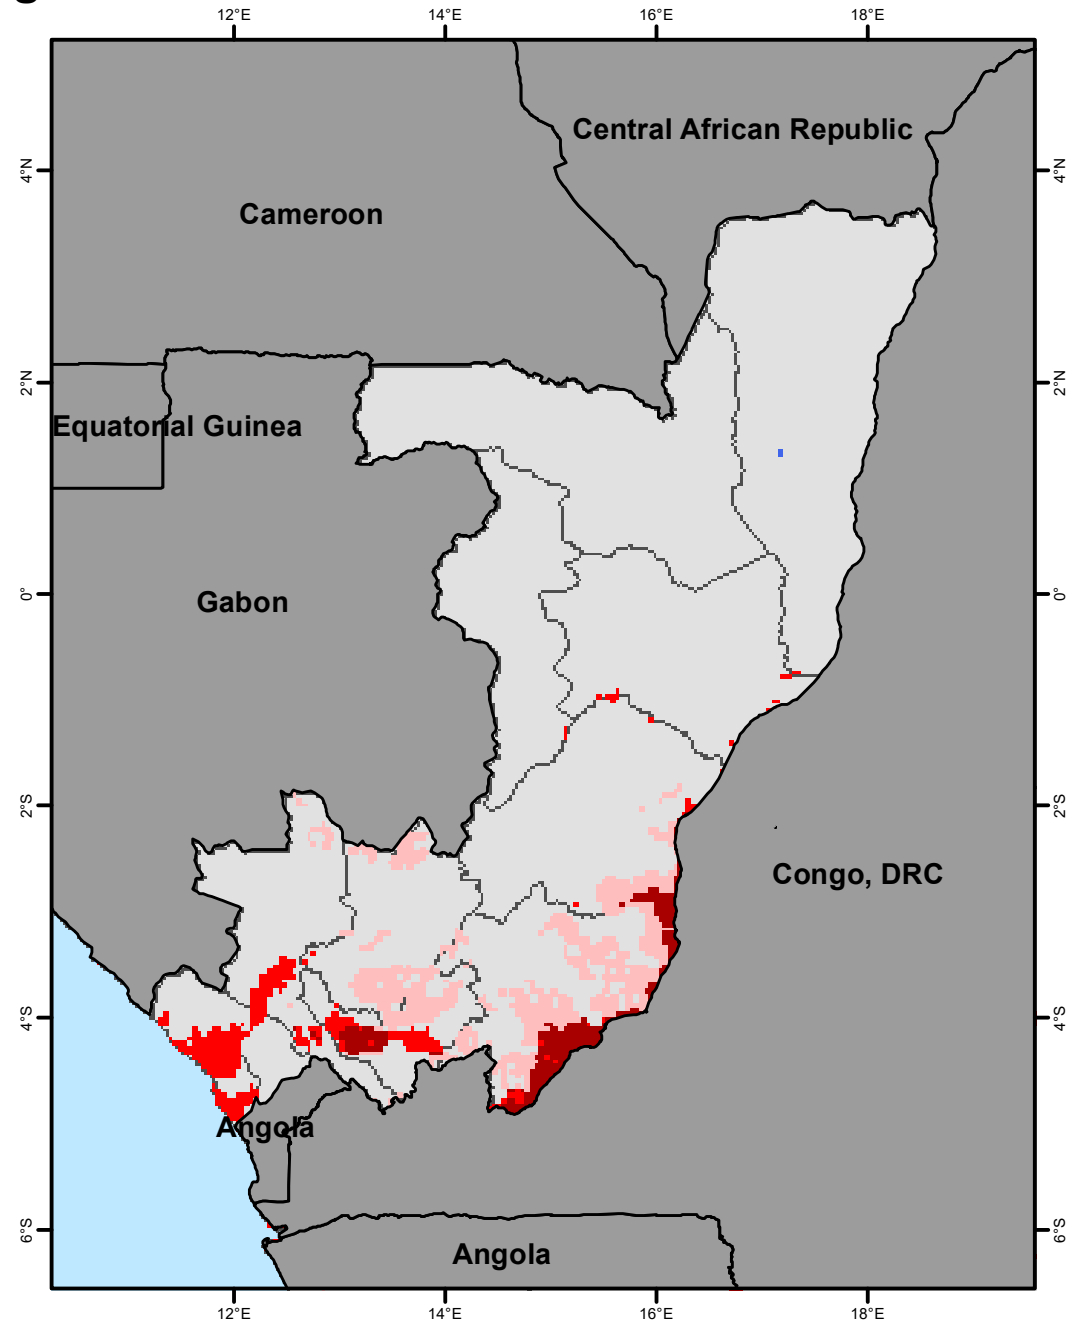 12°E 14°E 16°E 18°E
Central African Republic
4°N 4°N
Cameroon
2°N 2°N
Equatorial Guinea
0° Gabon 0°
2°S 2°S
Congo, DRC
4°S 4°S
Angola
6°S 6°S
Angola
12°E 14°E 16°E 18°E